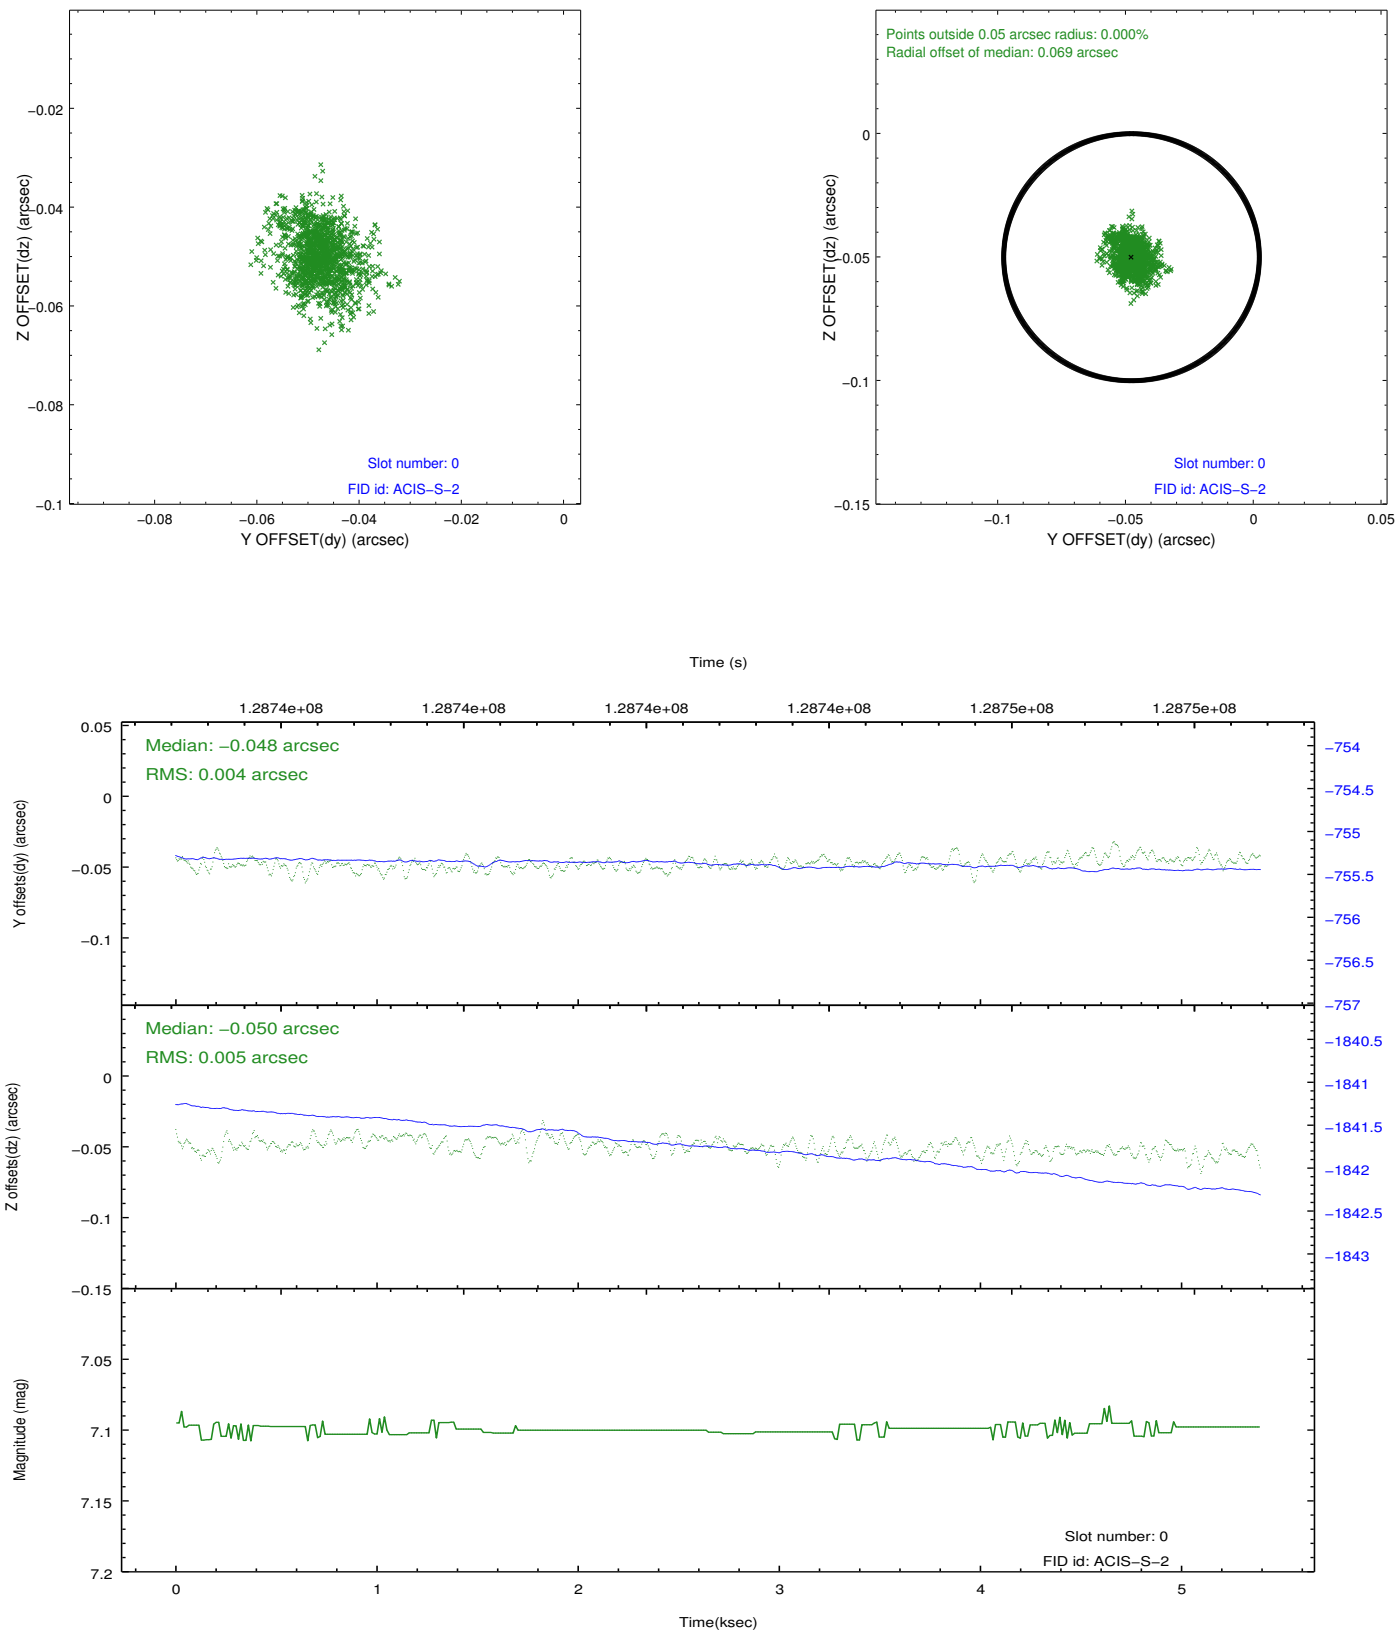 −0.02
−0.04
−0.06
−0.08
−0.1
Z OFFSET(dz) (arcsec)
−0.08
−0.06
−0.04
−0.02
0
Y OFFSET(dy) (arcsec)
Slot number: 0
FID id: ACIS−S−2
Points outside 0.05 arcsec radius: 0.000%
Radial offset of median: 0.069 arcsec
0
−0.05
−0.1
−0.15
Z OFFSET(dz) (arcsec)
Slot number: 0
FID id: ACIS−S−2
−0.1
−0.05
0
0.05
Y OFFSET(dy) (arcsec)
Time (s)
1.2874e+08
1.2874e+08
1.2874e+08
1.2874e+08
1.2875e+08
1.2875e+08
Median: −0.048 arcsec
RMS: 0.004 arcsec
0.05
0
−0.05
−0.1
Y offsets(dy) (arcsec)
−754
−754.5
−755
−755.5
−756
−756.5
−757
Median: −0.050 arcsec
RMS: 0.005 arcsec
0
−0.05
−0.1
−0.15
Z offsets(dz) (arcsec)
−1840.5
−1841
−1841.5
−1842
−1842.5
−1843
7.05
7.1
7.15
7.2
Magnitude (mag)
Slot number: 0
FID id: ACIS−S−2
0
1
2
3
4
5
Time(ksec)